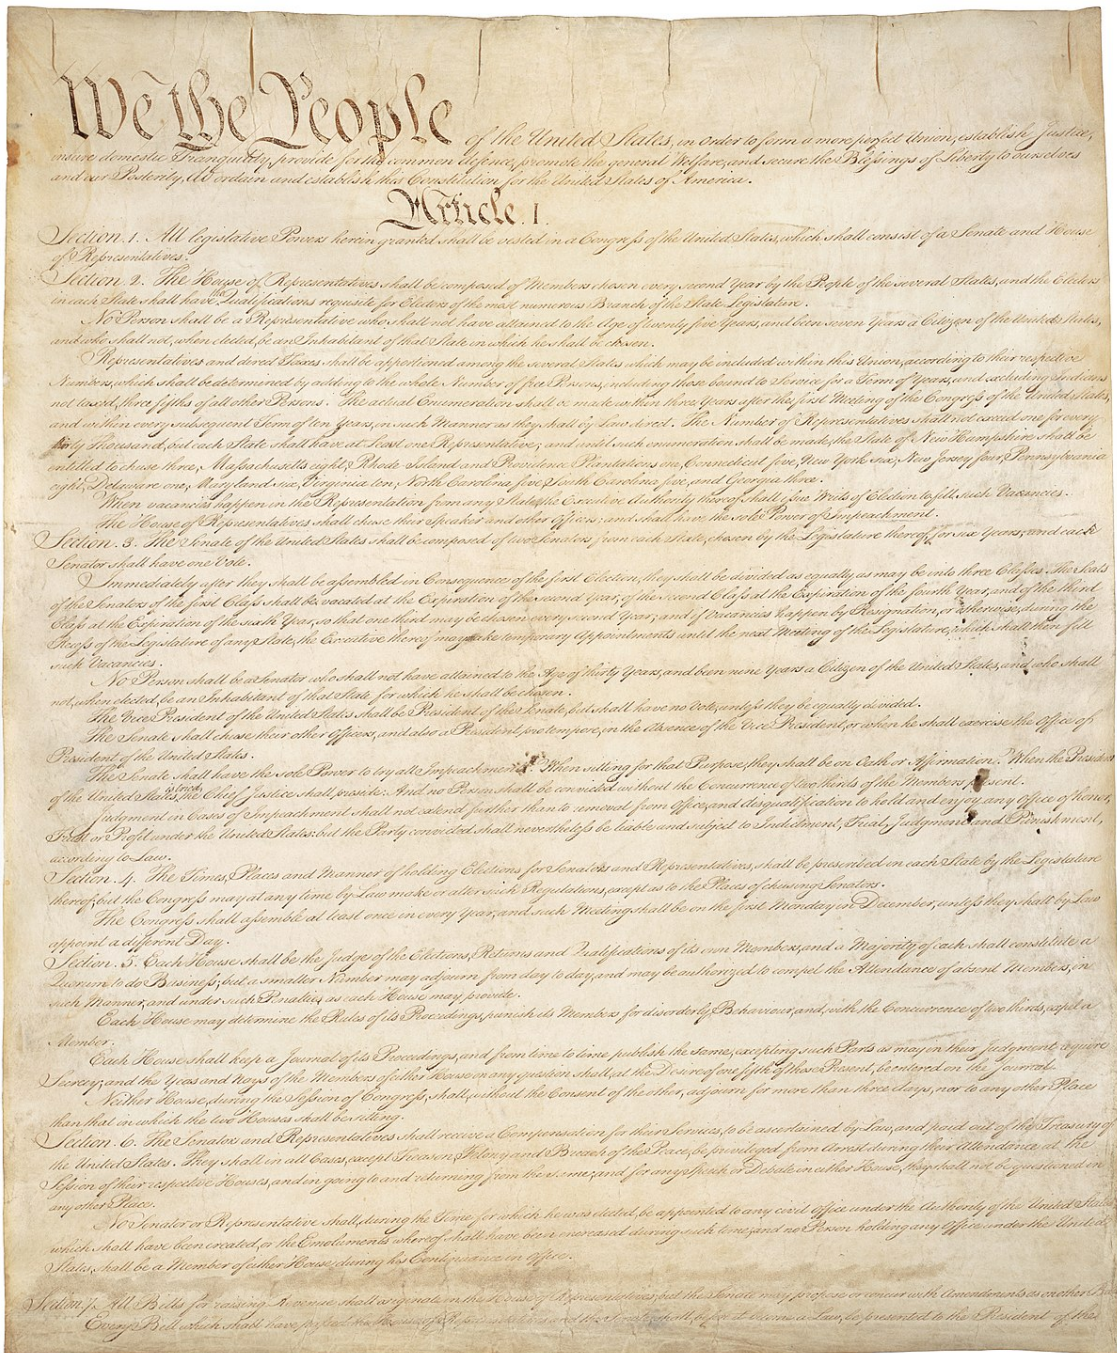 We the People of the United States, in Order to form a more perfect Union, establish Justice,
insure domestic Tranquility, provide for the common defence, promote the general Welfare, and secure the Blessings of Liberty to ourselves
and our Posterity, do ordain and establish this Constitution for the United States of America.
Article. I.
Section. 1. All legislative Powers herein granted shall be vested in a Congress of the United States, which shall consist of a Senate and House
of Representatives.
Section. 2. The House of Representatives shall be composed of Members chosen every second Year by the People of the several States, and the Electors
in each State shall have the Qualifications requisite for Electors of the most numerous Branch of the State Legislature.
No Person shall be a Representative who shall not have attained to the Age of twenty five Years, and been seven Years a Citizen of the United States,
and who shall not, when elected, be an Inhabitant of that State in which he shall be chosen.
Representatives and direct Taxes shall be apportioned among the several States which may be included within this Union, according to their respective
Numbers, which shall be determined by adding to the whole Number of free Persons, including those bound to Service for a Term of Years, and excluding Indians
not taxed, three fifths of all other Persons. The actual Enumeration shall be made within three Years after the first Meeting of the Congress of the United States,
and within every subsequent Term of ten Years, in such Manner as they shall by Law direct. The Number of Representatives shall not exceed one for every
thirty Thousand, but each State shall have at Least one Representative; and until such enumeration shall be made, the State of New Hampshire shall be
entitled to chuse three, Massachusetts eight, Rhode Island and Providence Plantations one, Connecticut five, New York six, New Jersey four, Pennsylvania
eight, Delaware one, Maryland six, Virginia ten, North Carolina five, South Carolina five, and Georgia three.
When vacancies happen in the Representation from any State, the Executive Authority thereof shall issue Writs of Election to fill such Vacancies.
The House of Representatives shall chuse their Speaker and other Officers; and shall have the sole Power of Impeachment.
Section. 3. The Senate of the United States shall be composed of two Senators from each State, chosen by the Legislature thereof, for six Years; and each
Senator shall have one Vote.
Immediately after they shall be assembled in Consequence of the first Election, they shall be divided as equally as may be into three Classes. The Seats
of the Senators of the first Class shall be vacated at the Expiration of the second Year, of the second Class at the Expiration of the fourth Year, and of the third
Class at the Expiration of the sixth Year, so that one third may be chosen every second Year; and if Vacancies happen by Resignation, or otherwise, during the
Recess of the Legislature of any State, the Executive thereof may make temporary Appointments until the next Meeting of the Legislature, which shall then fill
such Vacancies.
No Person shall be a Senator who shall not have attained to the Age of thirty Years, and been nine Years a Citizen of the United States, and who shall
not, when elected, be an Inhabitant of that State for which he shall be chosen.
The Vice President of the United States shall be President of the Senate, but shall have no Vote, unless they be equally divided.
The Senate shall chuse their other Officers, and also a President pro tempore, in the Absence of the Vice President, or when he shall exercise the Office of
President of the United States.
The Senate shall have the sole Power to try all Impeachments. When sitting for that Purpose, they shall be on Oath or Affirmation. When the President
of the United States is tried, the Chief Justice shall preside: And no Person shall be convicted without the Concurrence of two thirds of the Members present.
Judgment in Cases of Impeachment shall not extend further than to removal from Office, and disqualification to hold and enjoy any Office of honor,
Trust or Profit under the United States: but the Party convicted shall nevertheless be liable and subject to Indictment, Trial, Judgment and Punishment,
according to Law.
Section. 4. The Times, Places and Manner of holding Elections for Senators and Representatives, shall be prescribed in each State by the Legislature
thereof; but the Congress may at any time by Law make or alter such Regulations, except as to the Places of chusing Senators.
The Congress shall assemble at least once in every Year, and such Meeting shall be on the first Monday in December, unless they shall by Law
appoint a different Day.
Section. 5. Each House shall be the Judge of the Elections, Returns and Qualifications of its own Members, and a Majority of each shall constitute a
Quorum to do Business; but a smaller Number may adjourn from day to day, and may be authorized to compel the Attendance of absent Members, in
such Manner, and under such Penalties as each House may provide.
Each House may determine the Rules of its Proceedings, punish its Members for disorderly Behaviour, and, with the Concurrence of two thirds, expel a
Member.
Each House shall keep a Journal of its Proceedings, and from time to time publish the same, excepting such Parts as may in their Judgment require
Secrecy; and the Yeas and Nays of the Members of either House on any question shall, at the Desire of one fifth of those Present, be entered on the Journal.
Neither House, during the Session of Congress, shall, without the Consent of the other, adjourn for more than three days, nor to any other Place
than that in which the two Houses shall be sitting.
Section. 6. The Senators and Representatives shall receive a Compensation for their Services, to be ascertained by Law, and paid out of the Treasury of
the United States. They shall in all Cases, except Treason, Felony and Breach of the Peace, be privileged from Arrest during their Attendance at the
Session of their respective Houses, and in going to and returning from the same; and for any Speech or Debate in either House, they shall not be questioned in
any other Place.
No Senator or Representative shall, during the Time for which he was elected, be appointed to any civil Office under the Authority of the United States,
which shall have been created, or the Emoluments whereof shall have been encreased during such time; and no Person holding any Office under the United
States, shall be a Member of either House during his Continuance in Office.
Section. 7. All Bills for raising Revenue shall originate in the House of Representatives; but the Senate may propose or concur with Amendments as on other Bills.
Every Bill which shall have passed the House of Representatives and the Senate, shall, before it become a Law, be presented to the President of the